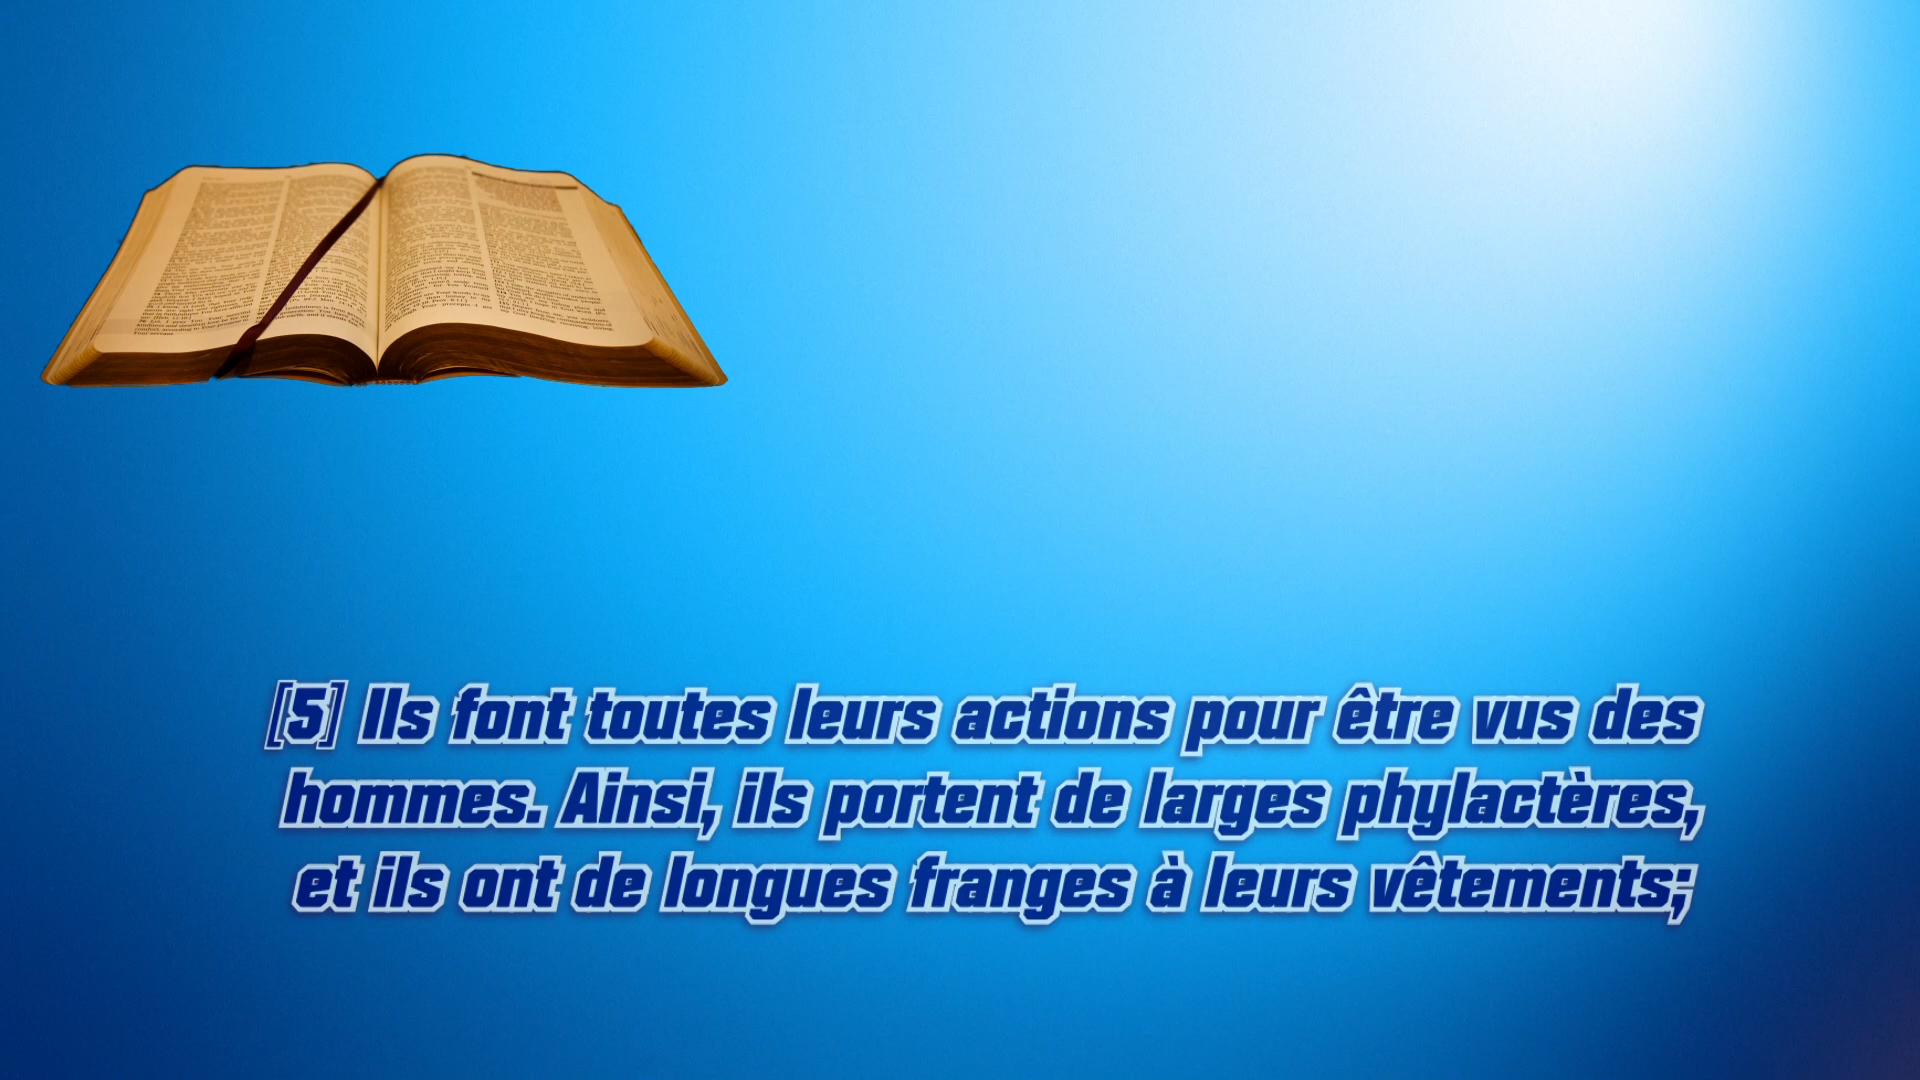 [5] Ils font toutes leurs actions pour être vus des
hommes. Ainsi, ils portent de larges phylactères,
et ils ont de longues franges à leurs vêtements;